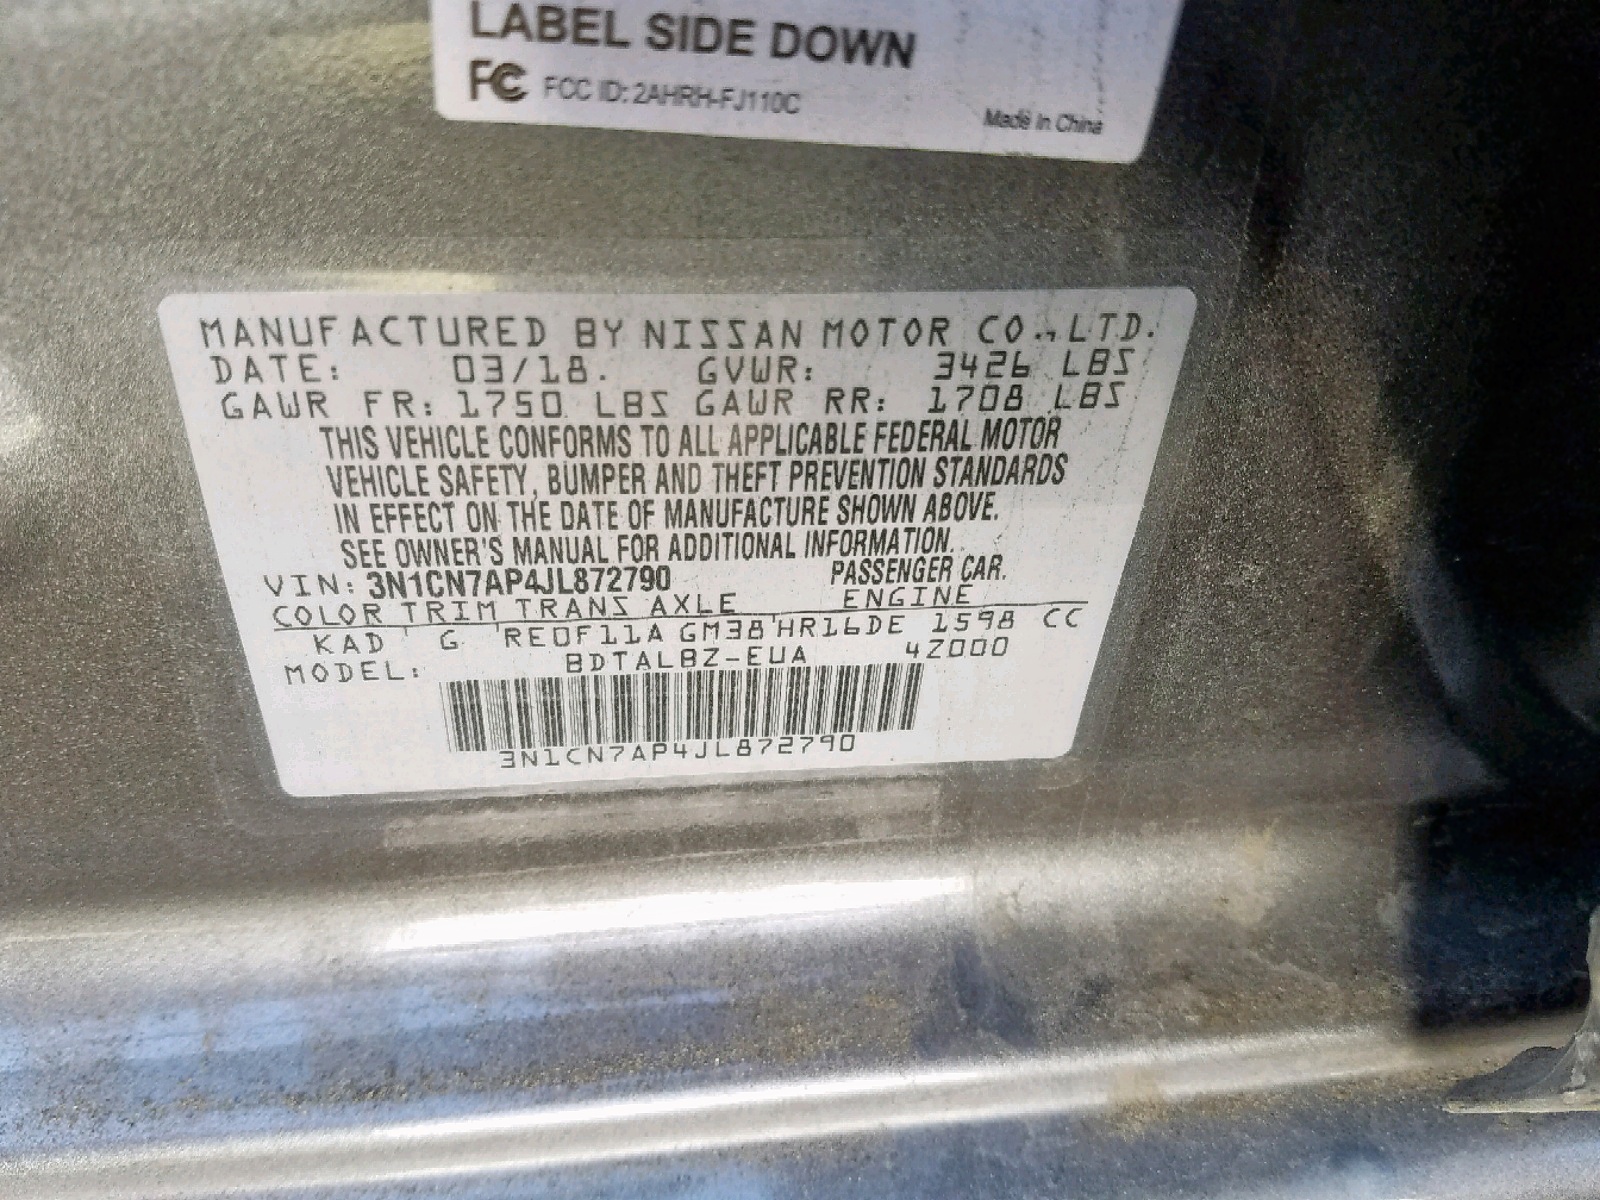 LABEL SIDE DOWN
FC FCC ID: 2AHRH-FJ110C
Made in China
MANUFACTURED BY NISSAN MOTOR CO., LTD.
DATE: 03/18. GVWR: 3426 LBS
GAWR FR: 1750 LBS GAWR RR: 1708 LBS
THIS VEHICLE CONFORMS TO ALL APPLICABLE FEDERAL MOTOR
VEHICLE SAFETY, BUMPER AND THEFT PREVENTION STANDARDS
IN EFFECT ON THE DATE OF MANUFACTURE SHOWN ABOVE.
SEE OWNER'S MANUAL FOR ADDITIONAL INFORMATION.
VIN: 3N1CN7AP4JL872790 PASSENGER CAR.
COLOR TRIM TRANS AXLE ENGINE
KAD G RE0F11A GM38 HR16DE 1598 CC
MODEL: BDTALBZ-EUA 4Z000
3N1CN7AP4JL872790